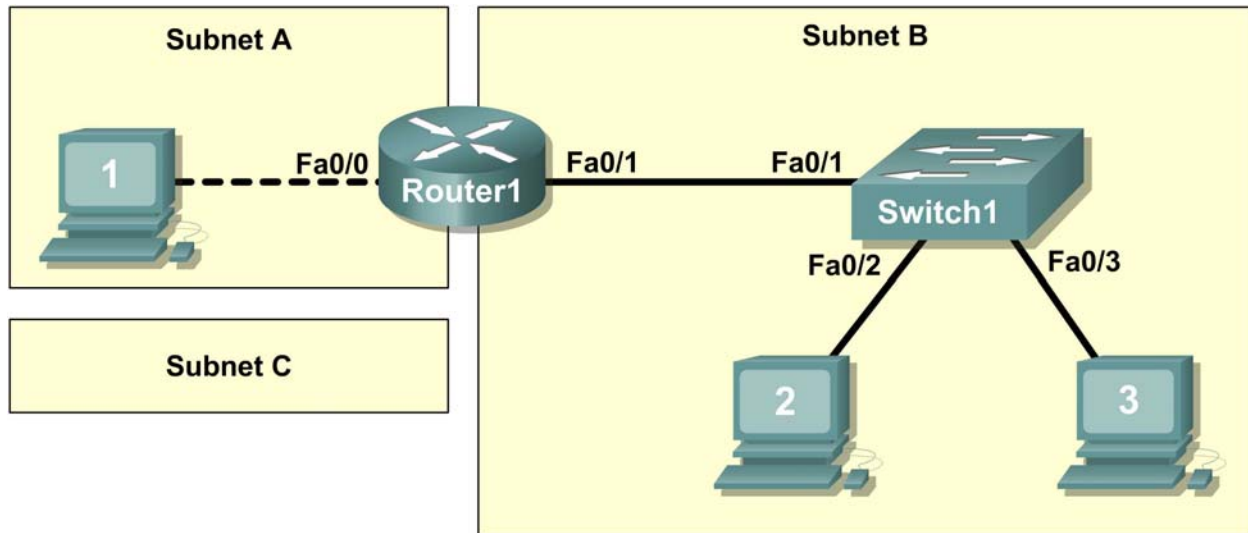 Subnet A
Subnet B
1
Fa0/0
Router1
Fa0/1
Fa0/1
Switch1
Fa0/2
Fa0/3
Subnet C
2
3